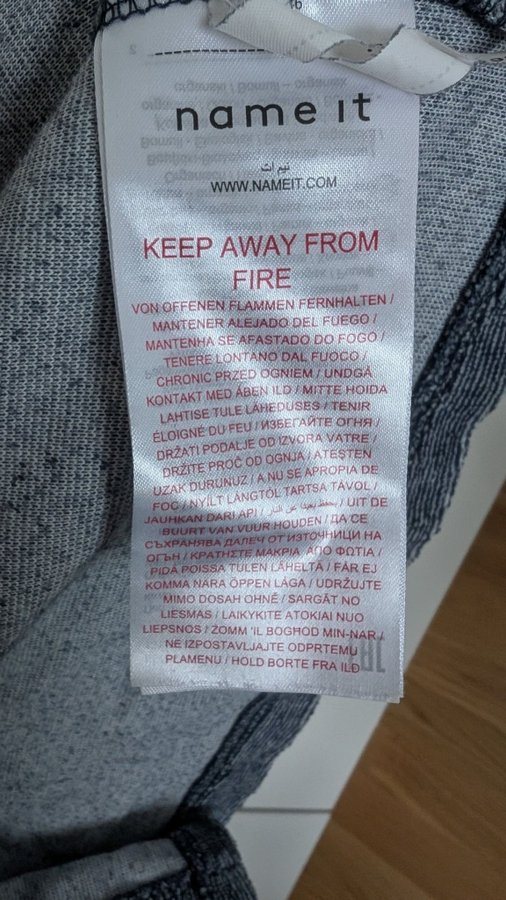 name it
نيم إت
WWW.NAMEIT.COM
KEEP AWAY FROM
FIRE
VON OFFENEN FLAMMEN FERNHALTEN /
MANTENER ALEJADO DEL FUEGO /
MANTENHA SE AFASTADO DO FOGO /
TENERE LONTANO DAL FUOCO /
CHRONIC PRZED OGNIEM / UNDGÅ
KONTAKT MED ÅBEN ILD / MITTE HOIDA
LAHTISE TULE LÄHEDUSES / TENIR
ÉLOIGNÉ DU FEU / ИЗБЕГАЙТЕ ОГНЯ /
DRŽATI PODALJE OD IZVORA VATRE /
DRŽITE PROČ OD OGNJA / ATEŞTEN
UZAK DURUNUZ / A NU SE APROPIA DE
FOC / NYÍLT LÁNGTÓL TARTSA TÁVOL /
JAUHKAN DARI API / يحفظ بعيدا عن النار / UIT DE
BUURT VAN VUUR HOUDEN / ДА СЕ
СЪХРАНЯВА ДАЛЕЧ ОТ ИЗТОЧНИЦИ НА
ОГЪН / ΚΡΑΤΗΣΤΕ ΜΑΚΡΙΑ ΑΠΟ ΦΩΤΙΑ /
PIDÄ POISSA TULEN LÄHELTÄ / FÅR EJ
KOMMA NÄRA ÖPPEN LÅGA / UDRŽUJTE
MIMO DOSAH OHNĚ / SARGĀT NO
LIESMAS / LAIKYKITE ATOKIAI NUO
LIEPSNOS / ŻOMM 'IL BOGHOD MIN-NAR /
NE IZPOSTAVLJAJTE ODPRTEMU
PLAMENU / HOLD BORTE FRA ILD